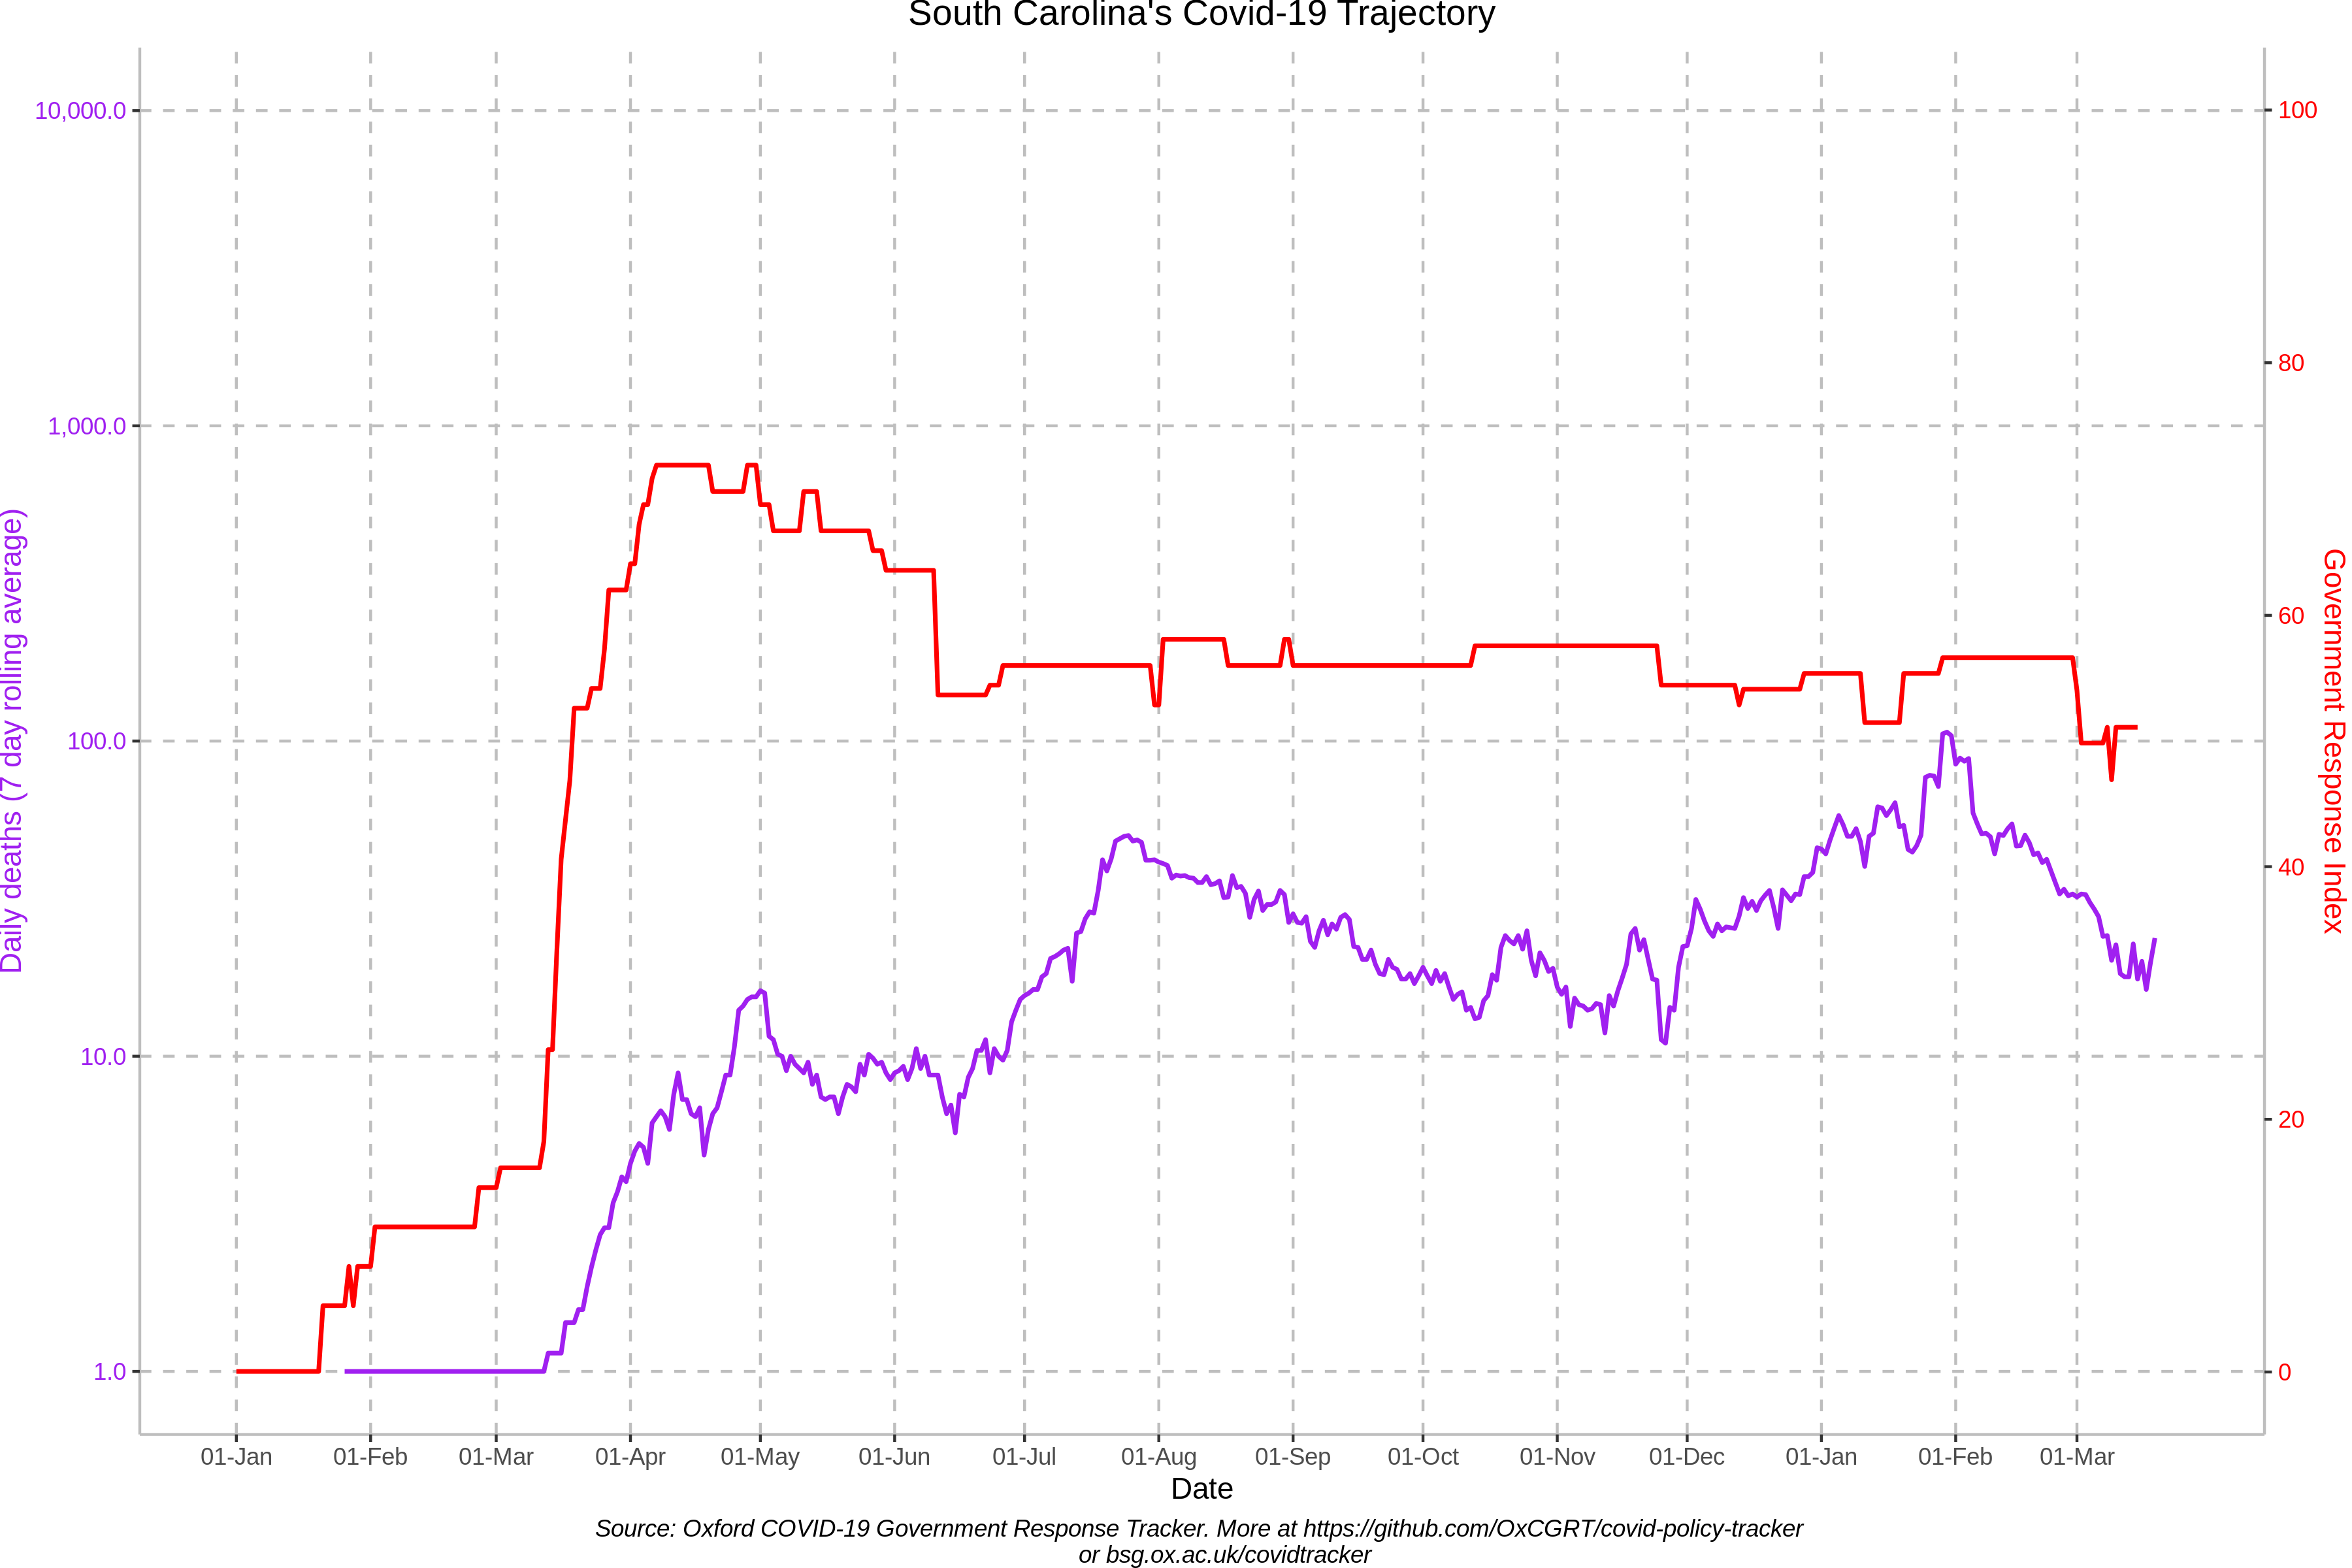 South Carolina's Covid-19 Trajectory
10,000.0
1,000.0
100.0
10.0
1.0
Daily deaths (7 day rolling average)
100
80
60
40
20
0
Government Response Index
01-Jan 01-Feb 01-Mar 01-Apr 01-May 01-Jun 01-Jul 01-Aug 01-Sep 01-Oct 01-Nov 01-Dec 01-Jan 01-Feb 01-Mar
Date
Source: Oxford COVID-19 Government Response Tracker. More at https://github.com/OxCGRT/covid-policy-tracker
or bsg.ox.ac.uk/covidtracker